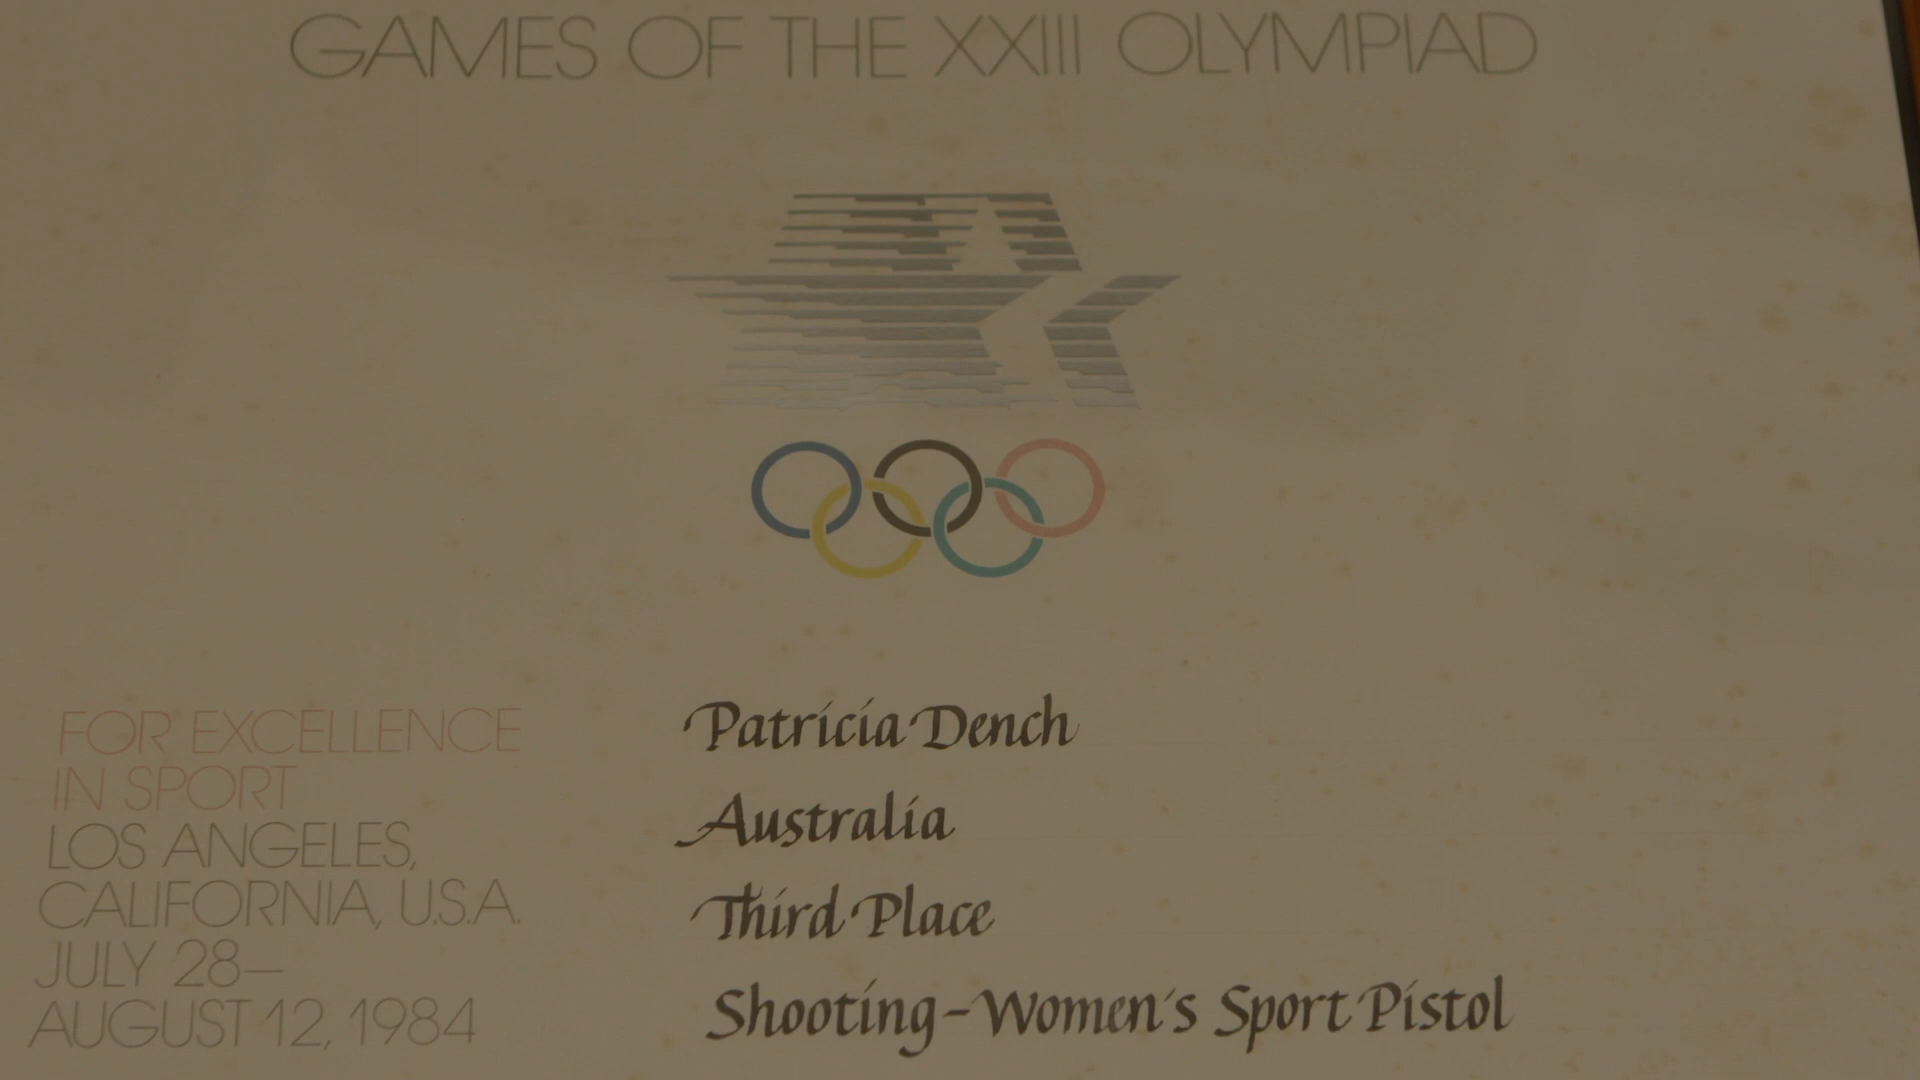 GAMES OF THE XXIII OLYMPIAD
FOR EXCELLENCE
IN SPORT
LOS ANGELES,
CALIFORNIA, U.S.A.
JULY 28–
AUGUST 12, 1984
Patricia Dench
Australia
Third Place
Shooting-Women's Sport Pistol